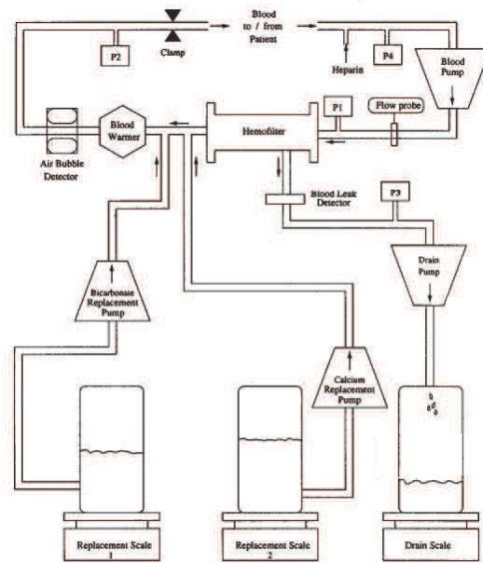 Blood
to / from
Patient
P2
Clamp
Heparin
P4
Blood
Pump
P1
Flow probe
Blood
Warmer
Hemofilter
Air Bubble
Detector
Blood Leak
Detector
P3
Drain
Pump
Bicarbonate
Replacement
Pump
Calcium
Replacement
Pump
Replacement Scale
1
Replacement Scale
2
Drain Scale